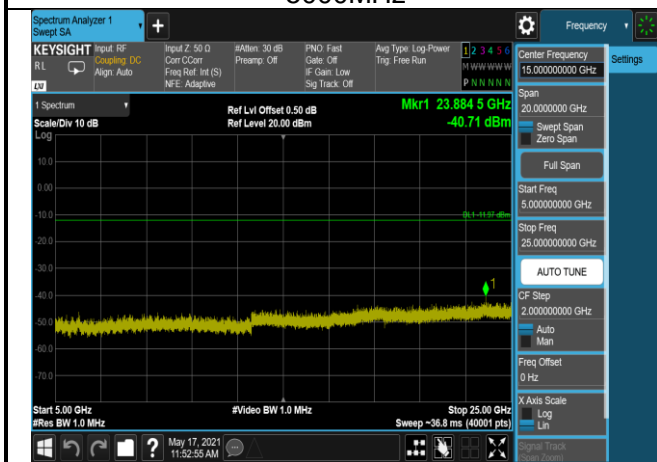 Spectrum Analyzer 1
Swept SA
Frequency
KEYSIGHT
RL
LXI
Input: RF
Coupling: DC
Align: Auto
Input Z: 50 Ω
Corr CCorr
Freq Ref: Int (S)
NFE: Adaptive
#Atten: 30 dB
Preamp: Off
PNO: Fast
Gate: Off
IF Gain: Low
Sig Track: Off
Avg Type: Log-Power
Trig: Free Run
1 2 3 4 5 6
M W W W W W
P N N N N N
Center Frequency
15.000000000 GHz
Settings
Span
20.0000000 GHz
Swept Span
Zero Span
Full Span
Start Freq
5.000000000 GHz
Stop Freq
25.000000000 GHz
AUTO TUNE
CF Step
2.000000000 GHz
Auto
Man
Freq Offset
0 Hz
X Axis Scale
Log
Lin
Signal Track
(Span Zoom)
1 Spectrum
Scale/Div 10 dB
Log
Ref Lvl Offset 0.50 dB
Ref Level 20.00 dBm
Mkr1 23.884 5 GHz
-40.71 dBm
10.0
0.00
-10.0
DL1 -11.97 dBm
-20.0
-30.0
1
-40.0
-50.0
-60.0
-70.0
Start 5.00 GHz
#Res BW 1.0 MHz
#Video BW 1.0 MHz
Stop 25.00 GHz
Sweep ~36.8 ms (40001 pts)
?
May 17, 2021
11:52:55 AM